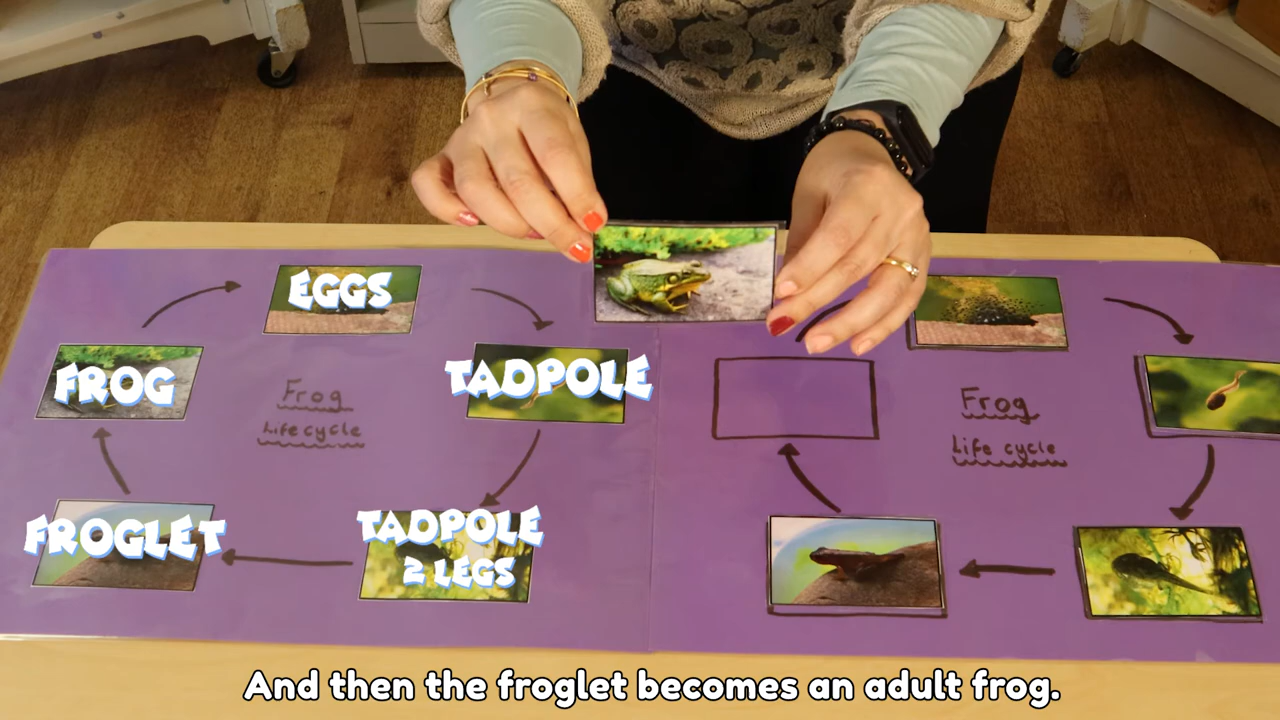 EGGS
FROG
TADPOLE
Frog
Life cycle
Frog
Life cycle
FROGLET
TADPOLE
2 LEGS
And then the froglet becomes an adult frog.